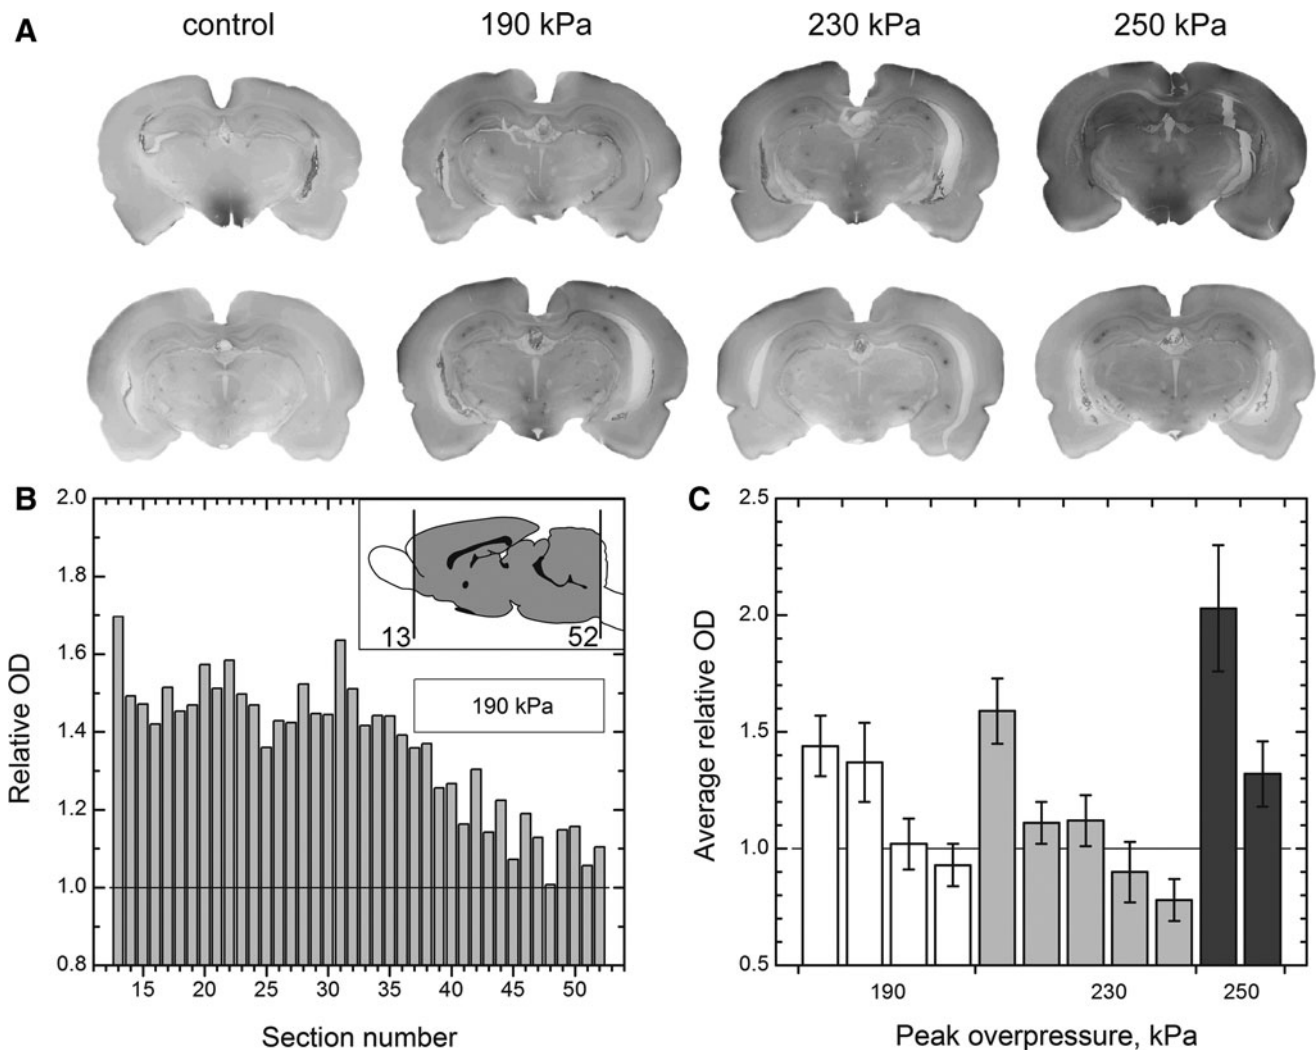 A
control 190 kPa 230 kPa 250 kPa
B
2.0
1.8
1.6
1.4
1.2
1.0
0.8
Relative OD
13 52
190 kPa
15 20 25 30 35 40 45 50
Section number
C
2.5
2.0
1.5
1.0
0.5
Average relative OD
190 230 250
Peak overpressure, kPa